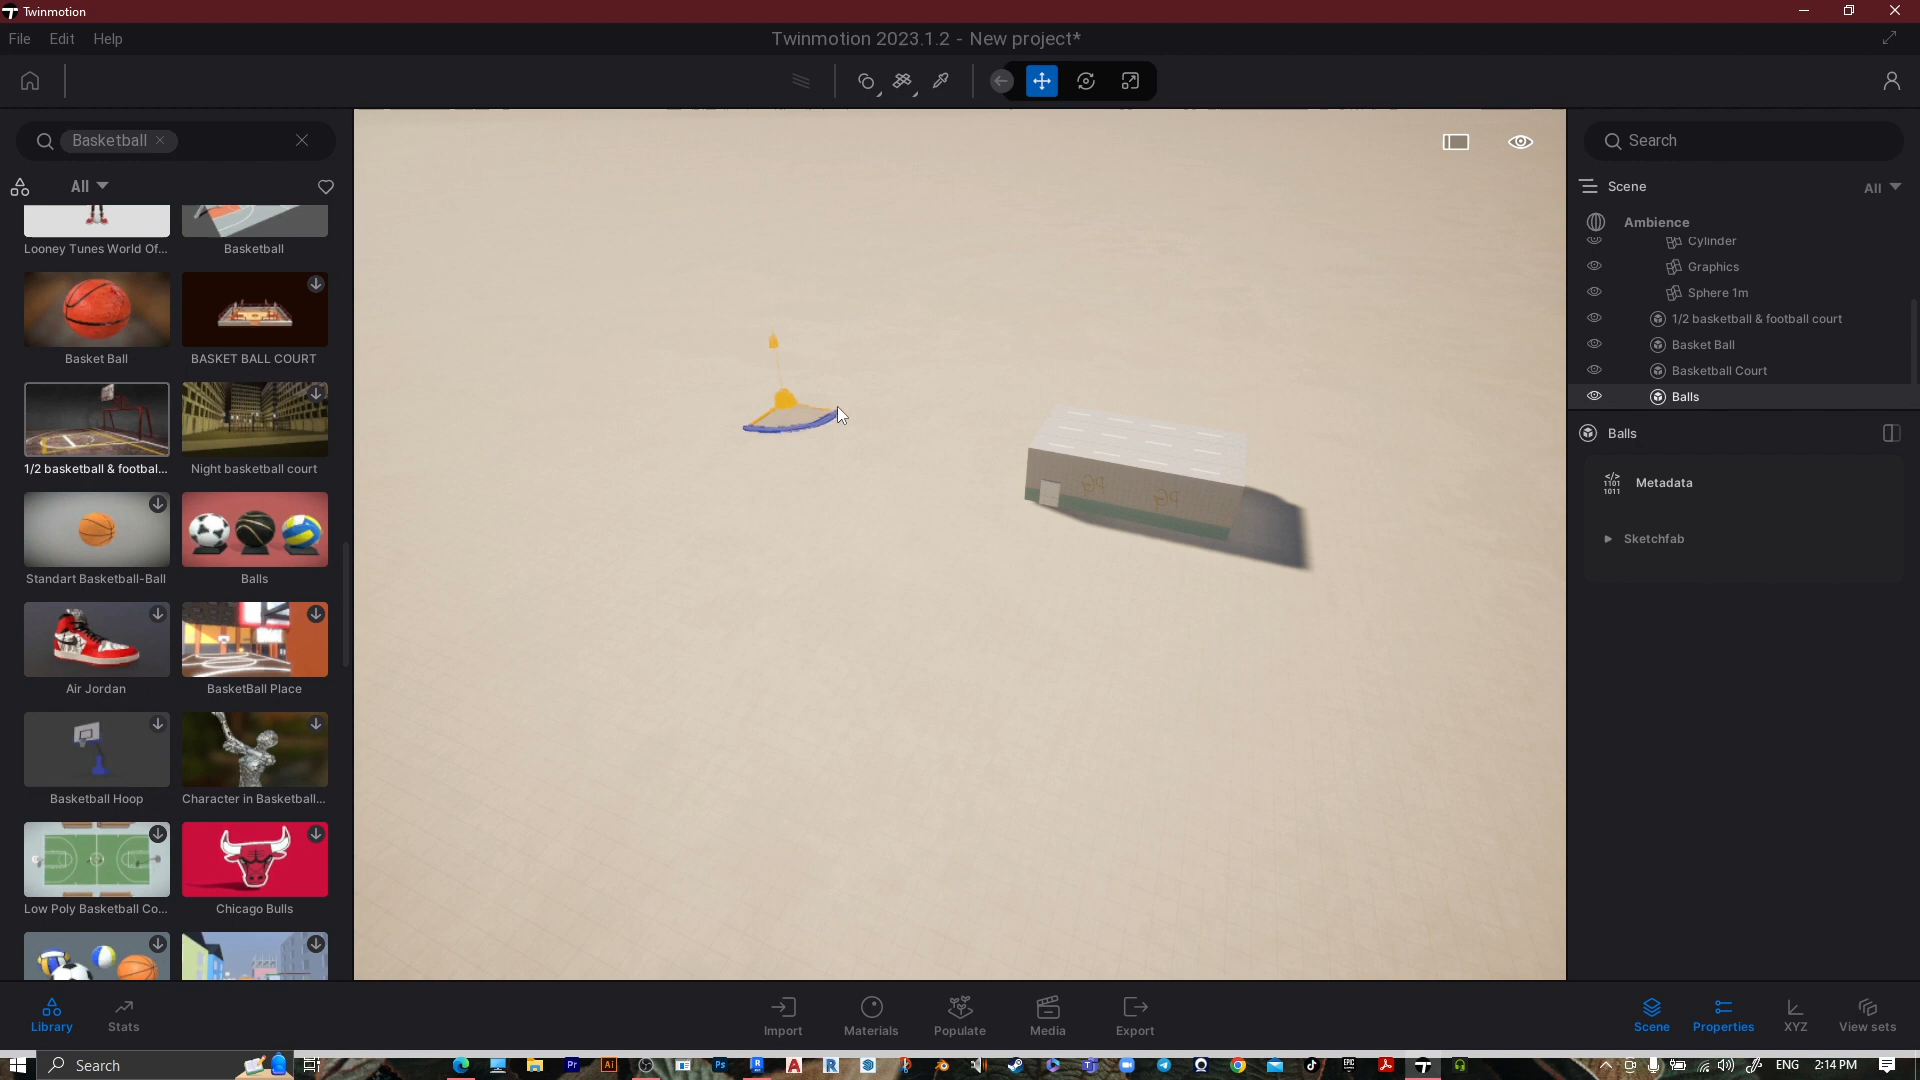 Twinmotion
File Edit Help
Twinmotion 2023.1.2 - New project*
Basketball
All
Looney Tunes World Of...
Basketball
Basket Ball
BASKET BALL COURT
1/2 basketball & footbal...
Night basketball court
Standart Basketball-Ball
Balls
Air Jordan
BasketBall Place
Basketball Hoop
Character in Basketball...
Low Poly Basketball Co...
Chicago Bulls
Search
Scene
All
Ambience
Cylinder
Graphics
Sphere 1m
1/2 basketball & football court
Basket Ball
Basketball Court
Balls
Balls
Metadata
Sketchfab
Library
Stats
Import
Materials
Populate
Media
Export
Scene
Properties
XYZ
View sets
Search
ENG
2:14 PM